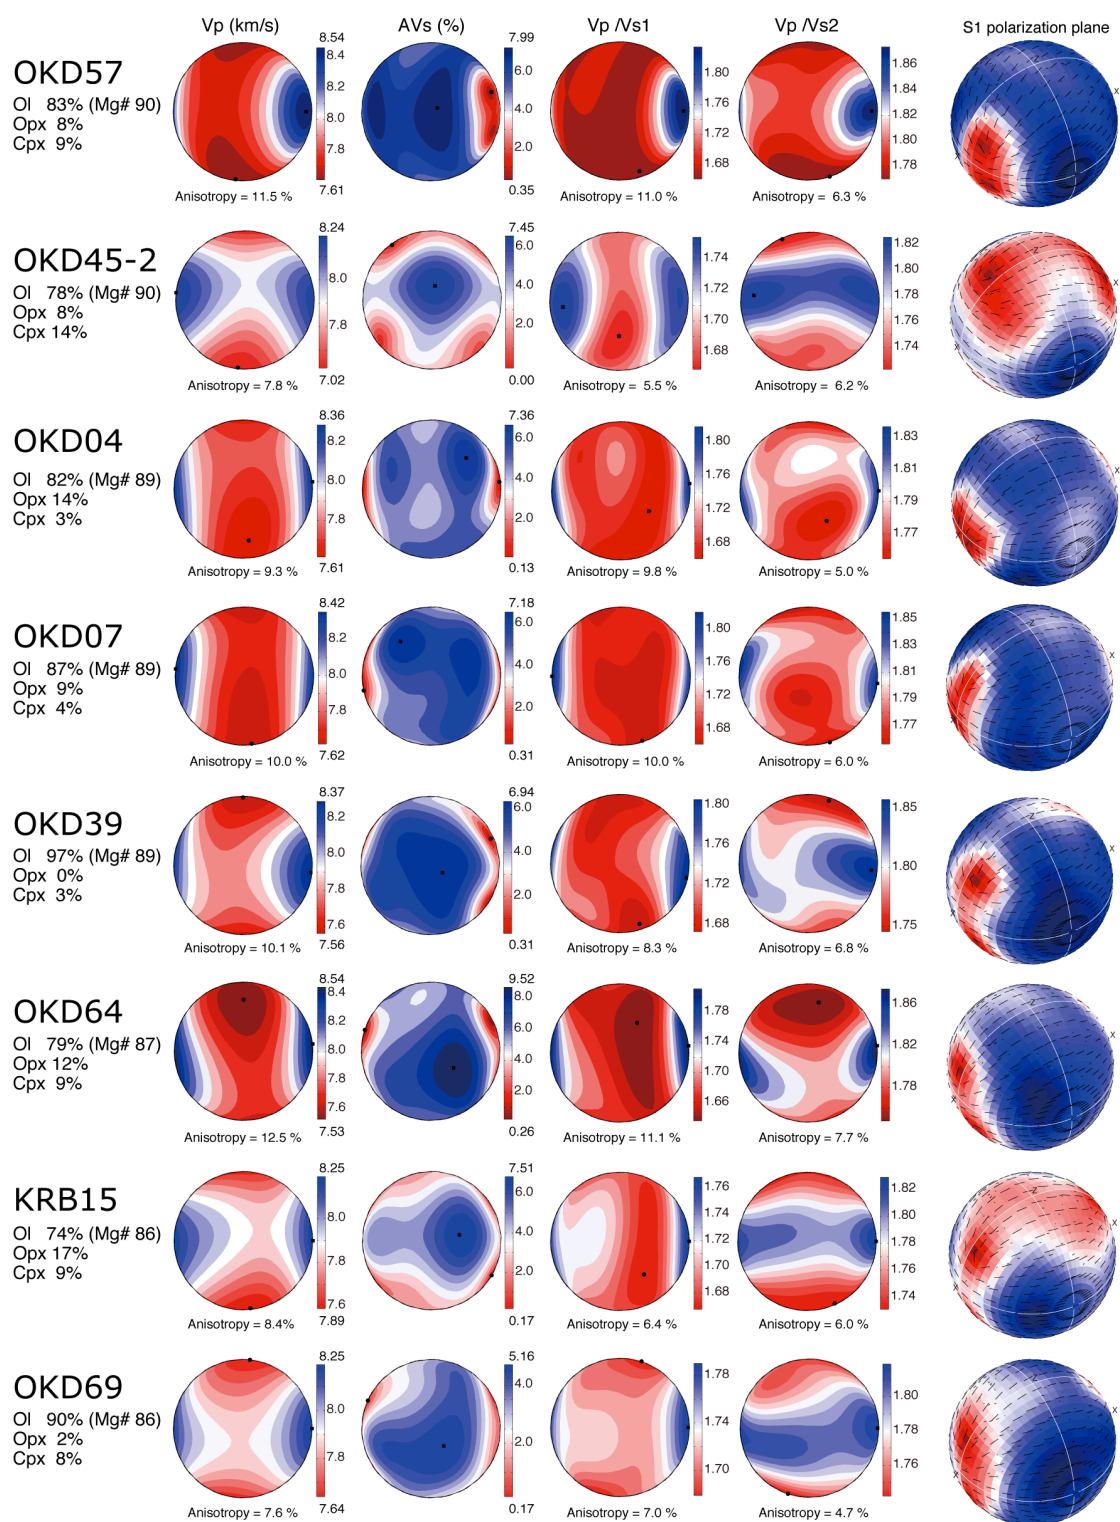 Vp (km/s) AVs (%) Vp /Vs1 Vp /Vs2 S1 polarization plane
OKD57
Ol 83% (Mg# 90)
Opx 8%
Cpx 9%
8.54
8.4
8.2
8.0
7.8
7.61
Anisotropy = 11.5 %
7.99
6.0
4.0
2.0
0.35
1.80
1.76
1.72
1.68
Anisotropy = 11.0 %
1.86
1.84
1.82
1.80
1.78
Anisotropy = 6.3 %
z
x
x
OKD45-2
Ol 78% (Mg# 90)
Opx 8%
Cpx 14%
8.24
8.0
7.8
7.02
Anisotropy = 7.8 %
7.45
6.0
4.0
2.0
0.00
1.74
1.72
1.70
1.68
Anisotropy = 5.5 %
1.82
1.80
1.78
1.76
1.74
Anisotropy = 6.2 %
z
x
x
OKD04
Ol 82% (Mg# 89)
Opx 14%
Cpx 3%
8.36
8.2
8.0
7.8
7.61
Anisotropy = 9.3 %
7.36
6.0
4.0
2.0
0.13
1.80
1.76
1.72
1.68
Anisotropy = 9.8 %
1.83
1.81
1.79
1.77
Anisotropy = 5.0 %
z
x
x
OKD07
Ol 87% (Mg# 89)
Opx 9%
Cpx 4%
8.42
8.2
8.0
7.8
7.62
Anisotropy = 10.0 %
7.18
6.0
4.0
2.0
0.31
1.80
1.76
1.72
1.68
Anisotropy = 10.0 %
1.85
1.83
1.81
1.79
1.77
Anisotropy = 6.0 %
z
x
x
OKD39
Ol 97% (Mg# 89)
Opx 0%
Cpx 3%
8.37
8.2
8.0
7.8
7.6
7.56
Anisotropy = 10.1 %
6.94
6.0
4.0
2.0
0.31
1.80
1.76
1.72
1.68
Anisotropy = 8.3 %
1.85
1.80
1.75
Anisotropy = 6.8 %
z
x
x
OKD64
Ol 79% (Mg# 87)
Opx 12%
Cpx 9%
8.54
8.4
8.2
8.0
7.8
7.6
7.53
Anisotropy = 12.5 %
9.52
8.0
6.0
4.0
2.0
0.26
1.78
1.74
1.70
1.66
Anisotropy = 11.1 %
1.86
1.82
1.78
Anisotropy = 7.7 %
z
x
x
KRB15
Ol 74% (Mg# 86)
Opx 17%
Cpx 9%
8.25
8.0
7.8
7.6
7.89
Anisotropy = 8.4%
7.51
6.0
4.0
2.0
0.17
1.76
1.74
1.72
1.70
1.68
Anisotropy = 6.4 %
1.82
1.80
1.78
1.76
1.74
Anisotropy = 6.0 %
z
x
x
OKD69
Ol 90% (Mg# 86)
Opx 2%
Cpx 8%
8.25
8.0
7.8
7.64
Anisotropy = 7.6 %
5.16
4.0
2.0
0.17
1.78
1.74
1.70
Anisotropy = 7.0 %
1.80
1.78
1.76
Anisotropy = 4.7 %
z
x
x